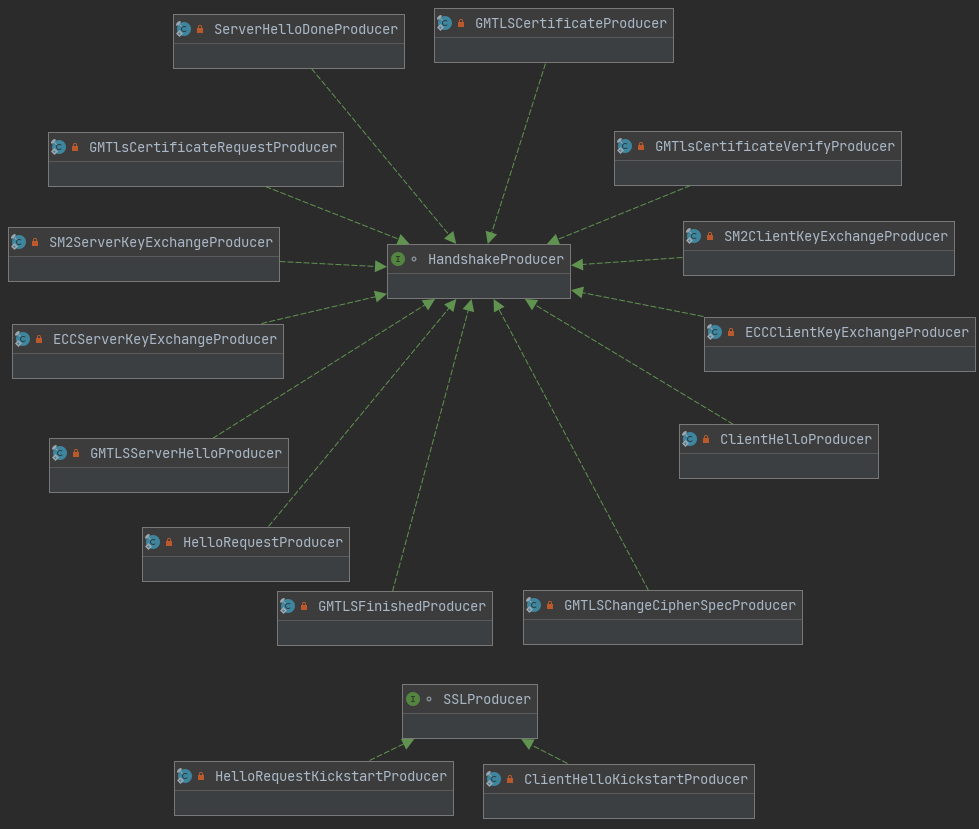 ServerHelloDoneProducer
GMTLSCertificateProducer
GMTlsCertificateRequestProducer
GMTlsCertificateVerifyProducer
SM2ServerKeyExchangeProducer
SM2ClientKeyExchangeProducer
HandshakeProducer
ECCServerKeyExchangeProducer
ECCClientKeyExchangeProducer
GMTLSServerHelloProducer
ClientHelloProducer
HelloRequestProducer
GMTLSFinishedProducer
GMTLSChangeCipherSpecProducer
SSLProducer
HelloRequestKickstartProducer
ClientHelloKickstartProducer